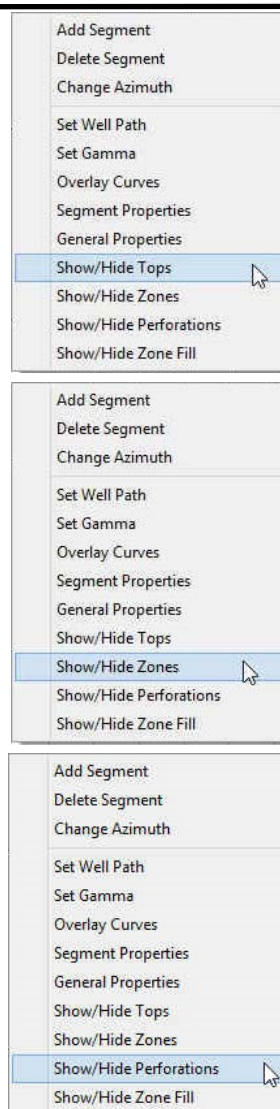 Add Segment
Delete Segment
Change Azimuth
Set Well Path
Set Gamma
Overlay Curves
Segment Properties
General Properties
Show/Hide Tops
Show/Hide Zones
Show/Hide Perforations
Show/Hide Zone Fill
Add Segment
Delete Segment
Change Azimuth
Set Well Path
Set Gamma
Overlay Curves
Segment Properties
General Properties
Show/Hide Tops
Show/Hide Zones
Show/Hide Perforations
Show/Hide Zone Fill
Add Segment
Delete Segment
Change Azimuth
Set Well Path
Set Gamma
Overlay Curves
Segment Properties
General Properties
Show/Hide Tops
Show/Hide Zones
Show/Hide Perforations
Show/Hide Zone Fill